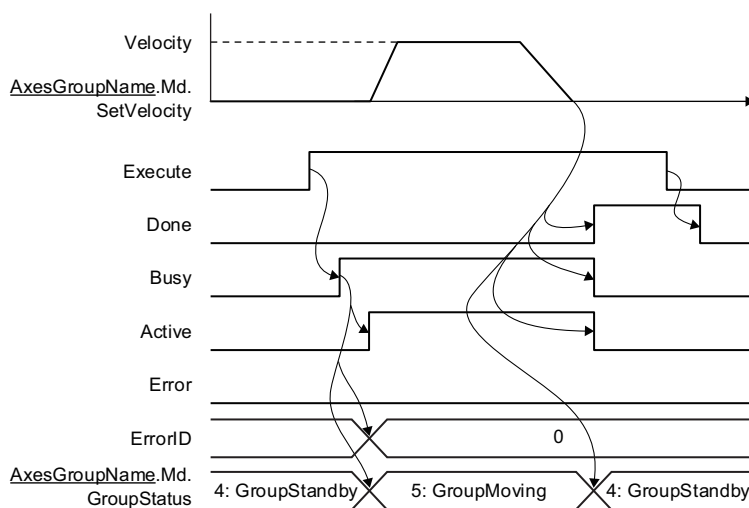 Velocity
AxesGroupName.Md.
SetVelocity
Execute
Done
Busy
Active
Error
ErrorID
0
AxesGroupName.Md.
GroupStatus
4: GroupStandby
5: GroupMoving
4: GroupStandby